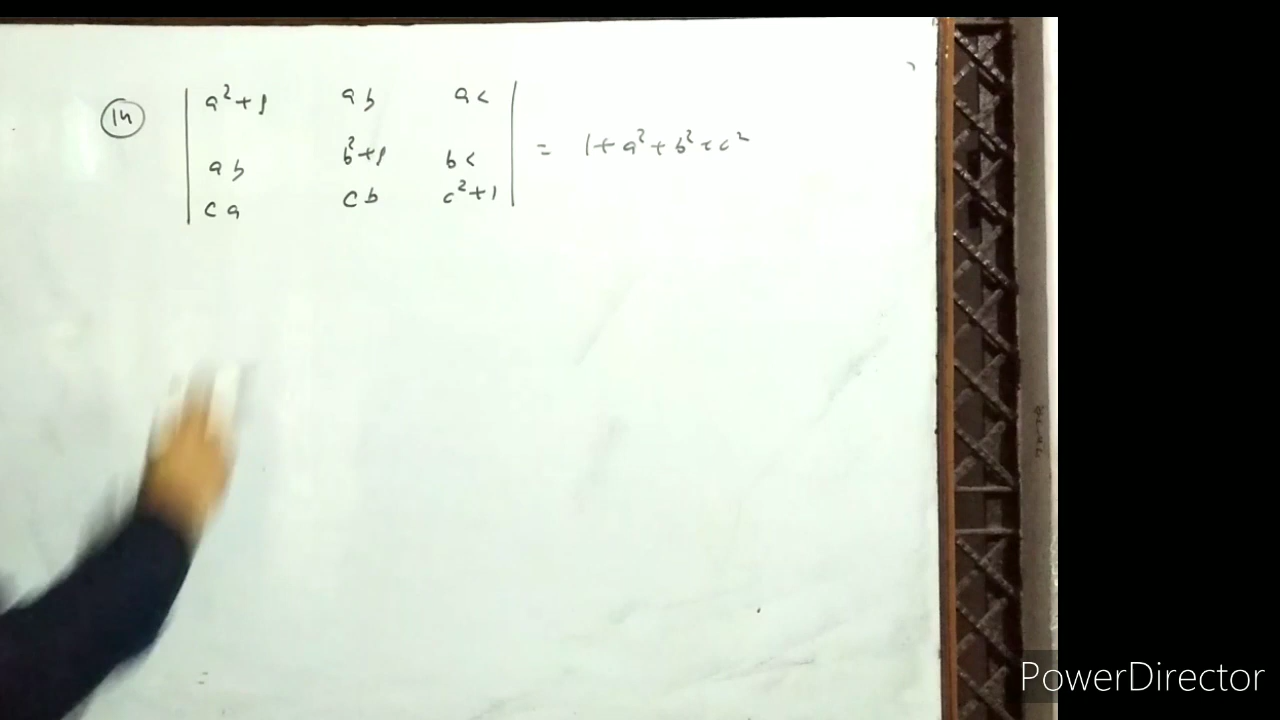 14
a²+1 ab ac
ab b²+1 bc = 1+a²+b²+c²
ca cb c²+1
PowerDirector